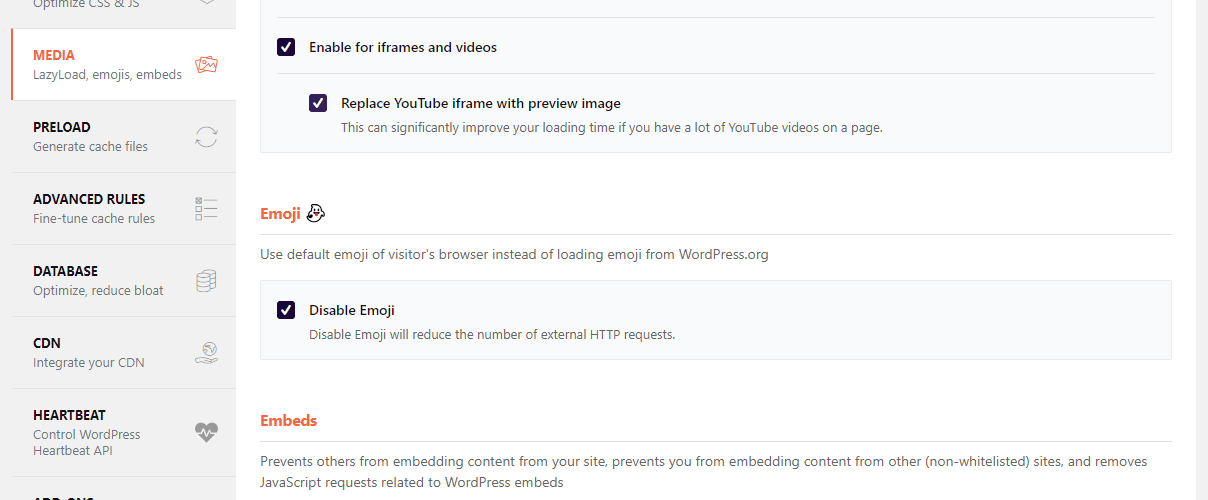 Optimize CSS & JS
MEDIA
LazyLoad, emojis, embeds
PRELOAD
Generate cache files
ADVANCED RULES
Fine-tune cache rules
DATABASE
Optimize, reduce bloat
CDN
Integrate your CDN
HEARTBEAT
Control WordPress
Heartbeat API
ADD-ONS
Enable for iframes and videos
Replace YouTube iframe with preview image
This can significantly improve your loading time if you have a lot of YouTube videos on a page.
Emoji
Use default emoji of visitor's browser instead of loading emoji from WordPress.org
Disable Emoji
Disable Emoji will reduce the number of external HTTP requests.
Embeds
Prevents others from embedding content from your site, prevents you from embedding content from other (non-whitelisted) sites, and removes
JavaScript requests related to WordPress embeds